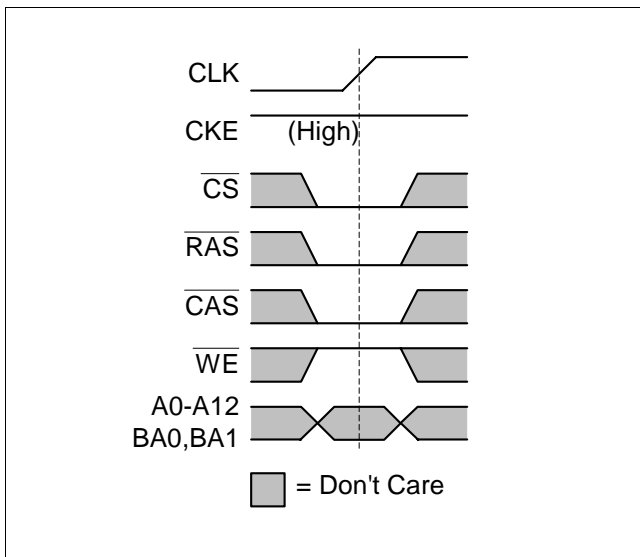 CLK
CKE (High)
CS
RAS
CAS
WE
A0-A12
BA0,BA1
= Don't Care